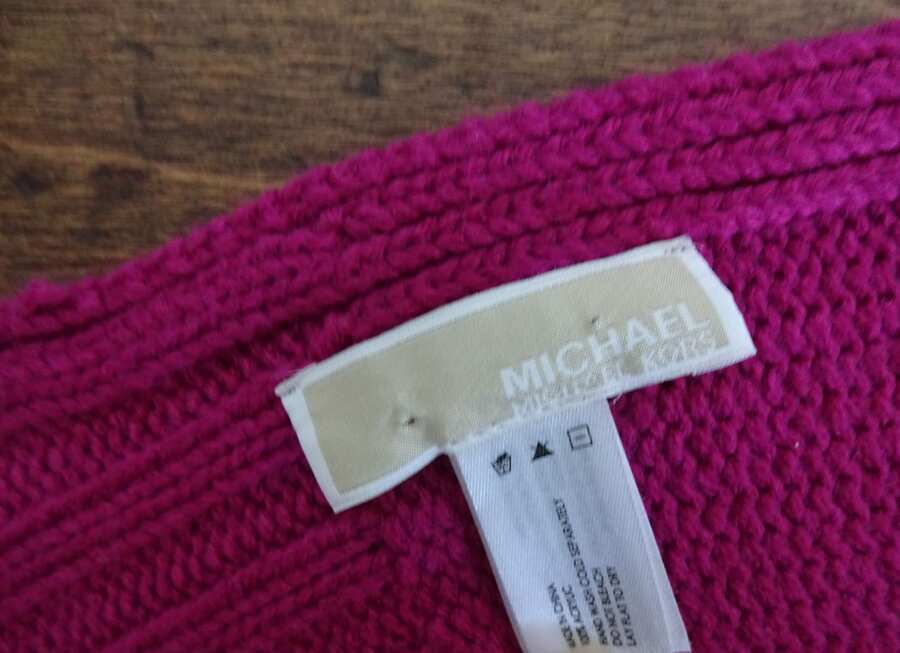 MICHAEL
MICHAEL KORS
MADE IN CHINA
100% ACRYLIC
HAND WASH COLD SEPARATELY
DO NOT BLEACH
LAY FLAT TO DRY